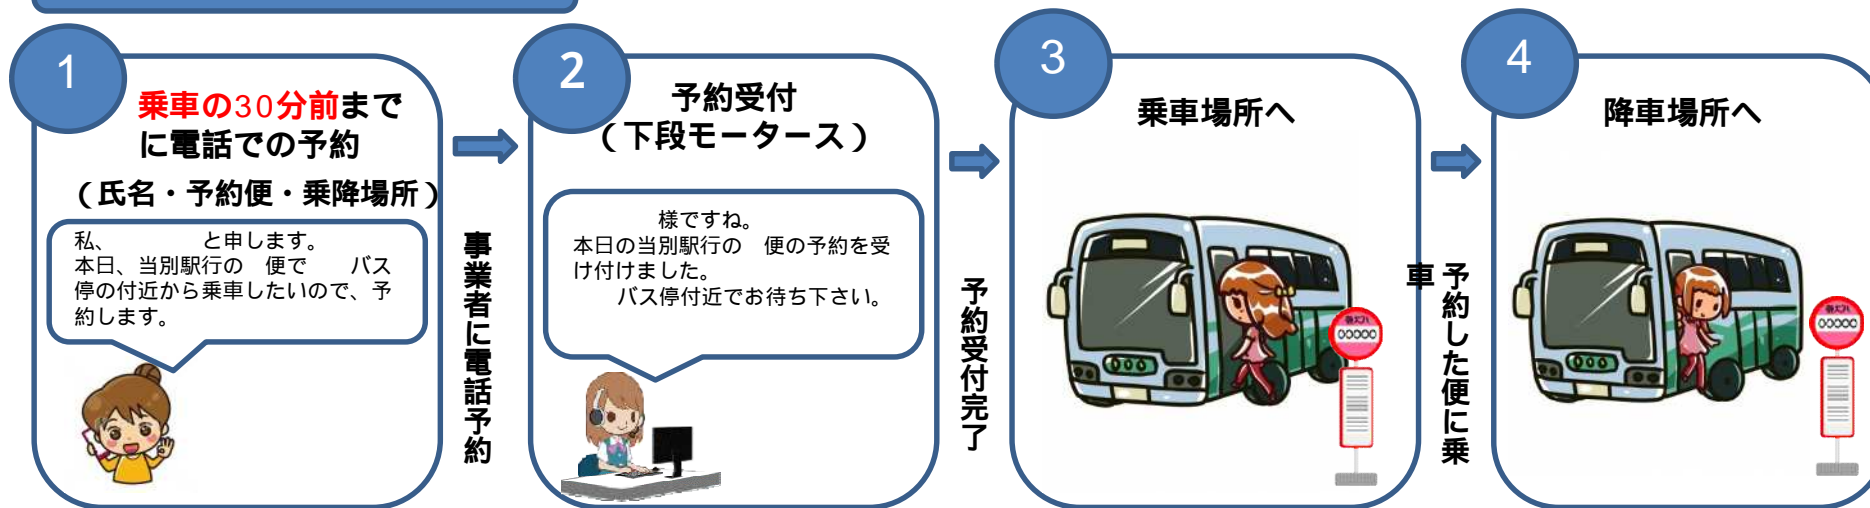 1
乗車の30分前まで
に電話での予約
(氏名・予約便・乗降場所)
私、　　　　と申します。
本日、当別駅行の　便で　　バス
停の付近から乗車したいので、予
約します。
事業者に電話予約
2
予約受付
(下段モータース)
様ですね。
本日の当別駅行の　便の予約を受
け付けました。
バス停付近でお待ち下さい。
予約受付完了
3
乗車場所へ
OOOOO
予約した便に乗
車
4
降車場所へ
OOOOO